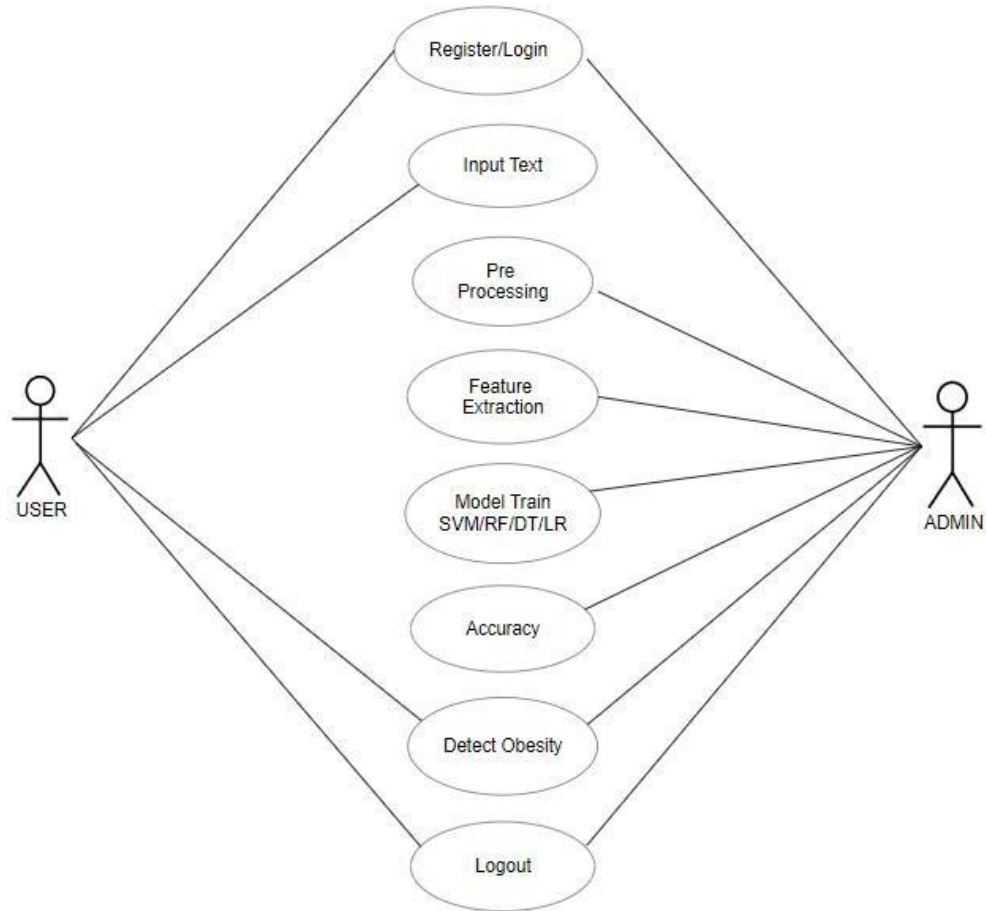 Register/Login
Input Text
Pre
Processing
Feature
Extraction
USER
Model Train
SVM/RF/DT/LR
ADMIN
Accuracy
Detect Obesity
Logout